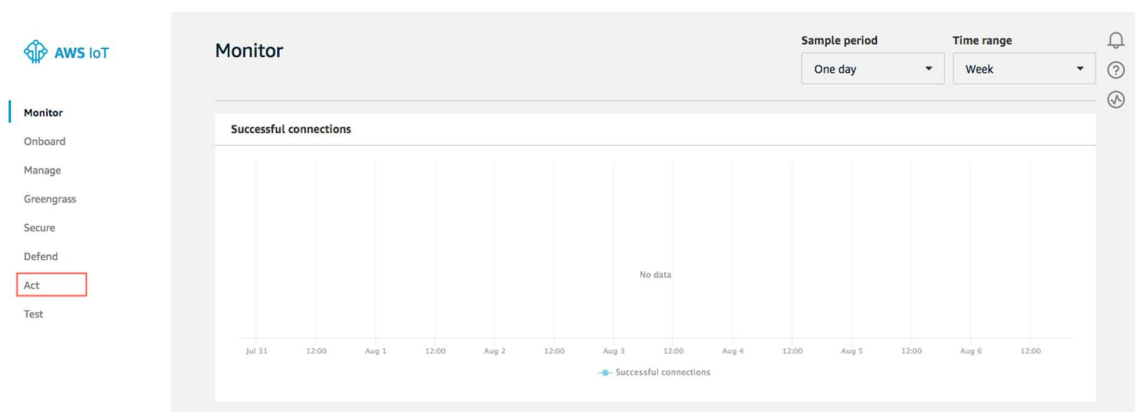 AWS IoT
Monitor
Onboard
Manage
Greengrass
Secure
Defend
Act
Test
Monitor
Sample period
Time range
One day
Week
Successful connections
No data
Jul 31 12:00 Aug 1 12:00 Aug 2 12:00 Aug 3 12:00 Aug 4 12:00 Aug 5 12:00 Aug 6 12:00
Successful connections